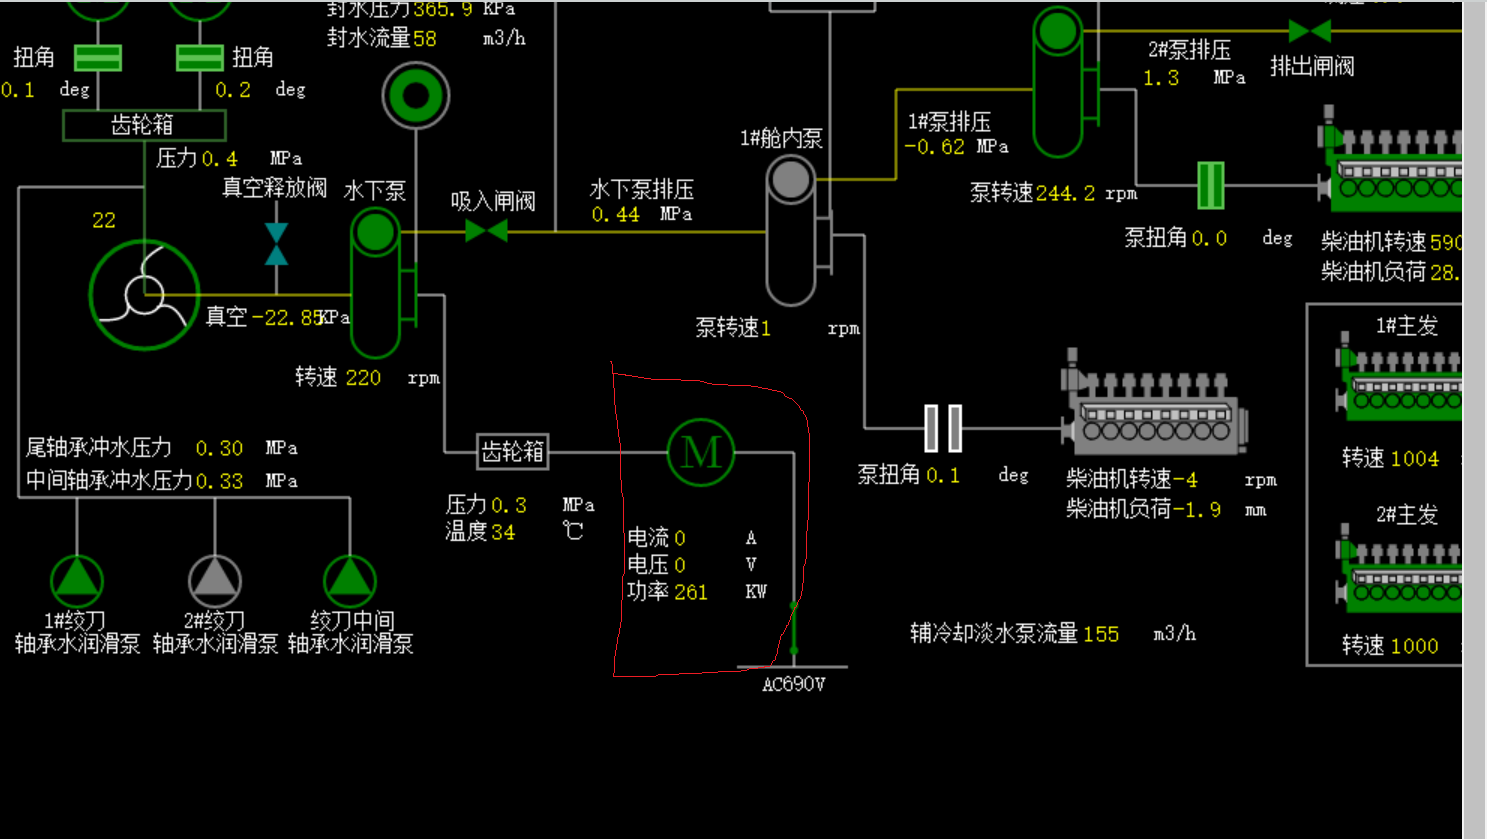 封水压力365.9 KPa
封水流量58 m3/h
扭角
扭角
0.1 deg
0.2 deg
齿轮箱
压力0.4 MPa
真空释放阀
水下泵
22
吸入闸阀
水下泵排压
0.44 MPa
真空-22.85KPa
转速 220 rpm
1#舱内泵
1#泵排压
-0.62 MPa
泵转速1 rpm
2#泵排压
1.3 MPa
排出闸阀
泵转速244.2 rpm
泵扭角0.0 deg
柴油机转速590
柴油机负荷28.
1#主发
转速 1004
2#主发
转速 1000
尾轴承冲水压力 0.30 MPa
中间轴承冲水压力0.33 MPa
齿轮箱
M
压力0.3 MPa
温度34 ℃
电流0 A
电压0 V
功率261 KW
AC690V
泵扭角0.1 deg
柴油机转速-4 rpm
柴油机负荷-1.9 mm
辅冷却淡水泵流量155 m3/h
1#绞刀
轴承水润滑泵
2#绞刀
轴承水润滑泵
绞刀中间
轴承水润滑泵